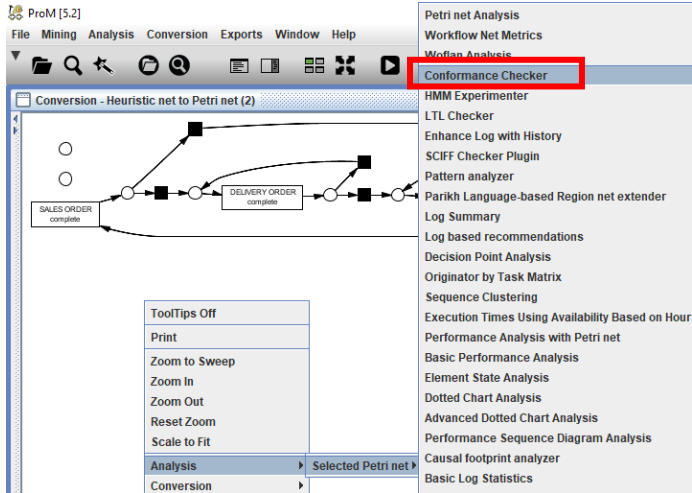 ProM [5.2]
File Mining Analysis Conversion Exports Window Help
Conversion - Heuristic net to Petri net (2)
SALES ORDER
complete
DELIVERY ORDER
complete
ToolTips Off
Print
Zoom to Sweep
Zoom In
Zoom Out
Reset Zoom
Scale to Fit
Analysis
Conversion
Selected Petri net
Petri net Analysis
Workflow Net Metrics
Woflan Analysis
Conformance Checker
HMM Experimenter
LTL Checker
Enhance Log with History
SCIFF Checker Plugin
Pattern analyzer
Parikh Language-based Region net extender
Log Summary
Log based recommendations
Decision Point Analysis
Originator by Task Matrix
Sequence Clustering
Execution Times Using Availability Based on Hour
Performance Analysis with Petri net
Basic Performance Analysis
Element State Analysis
Dotted Chart Analysis
Advanced Dotted Chart Analysis
Performance Sequence Diagram Analysis
Causal footprint analyzer
Basic Log Statistics